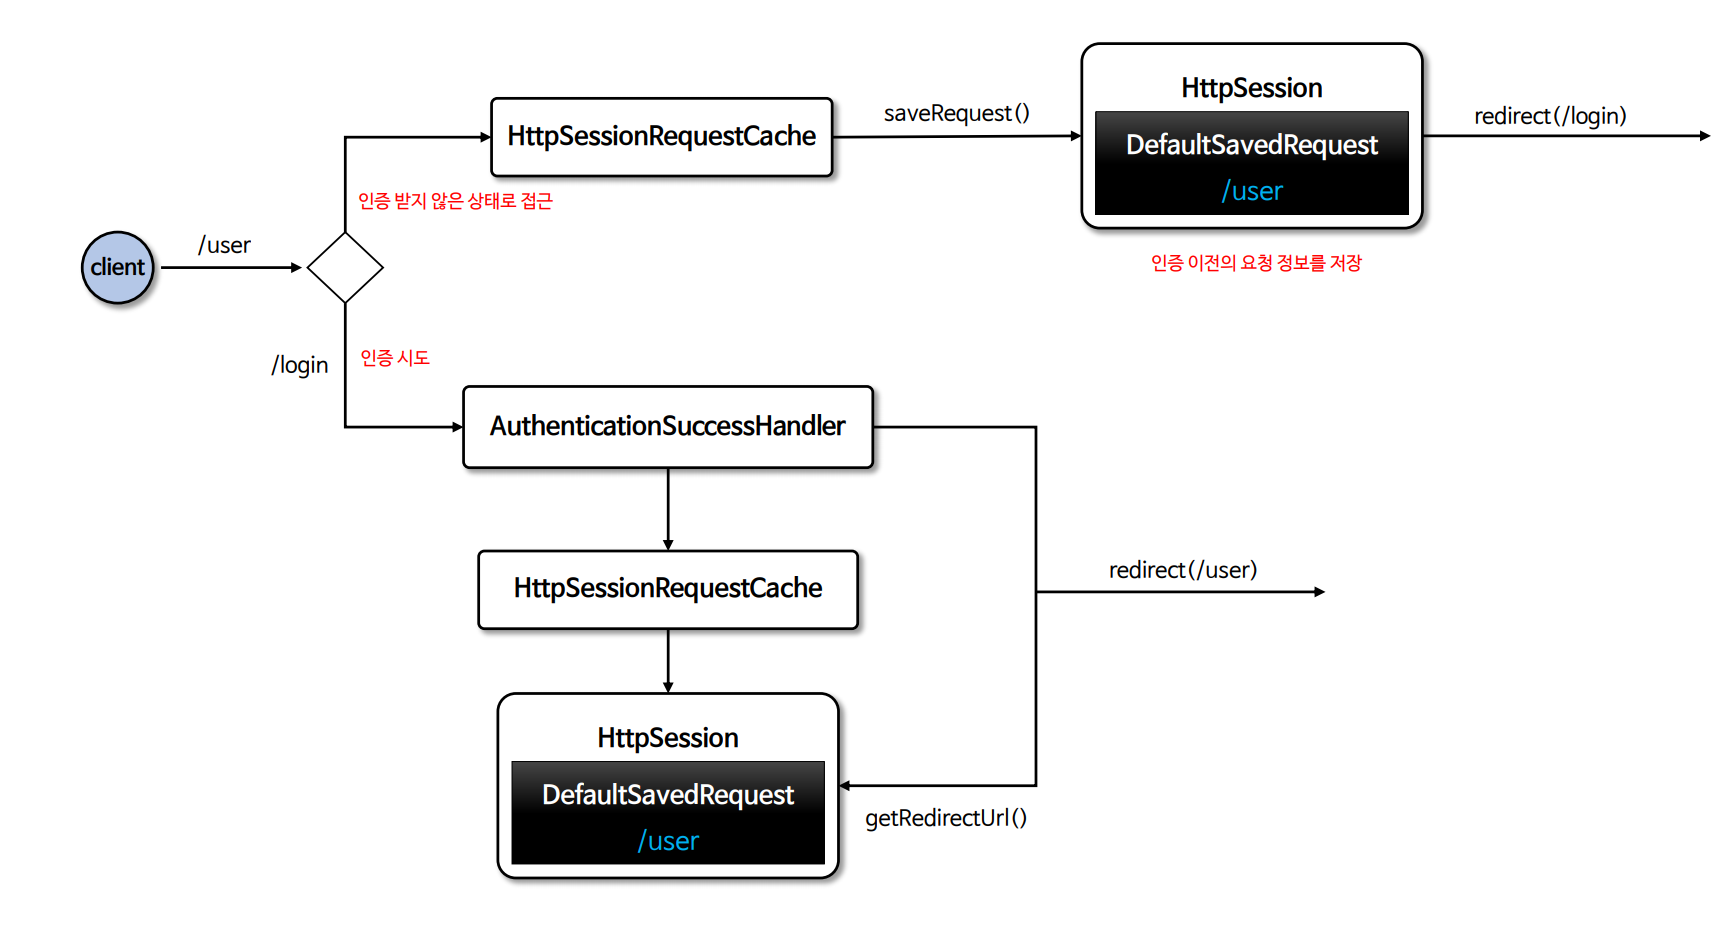 HttpSession
HttpSessionRequestCache
saveRequest()
DefaultSavedRequest
/user
redirect(/login)
인증 받지 않은 상태로 접근
인증 이전의 요청 정보를 저장
client
/user
/login
인증 시도
AuthenticationSuccessHandler
HttpSessionRequestCache
redirect(/user)
HttpSession
DefaultSavedRequest
/user
getRedirectUrl()